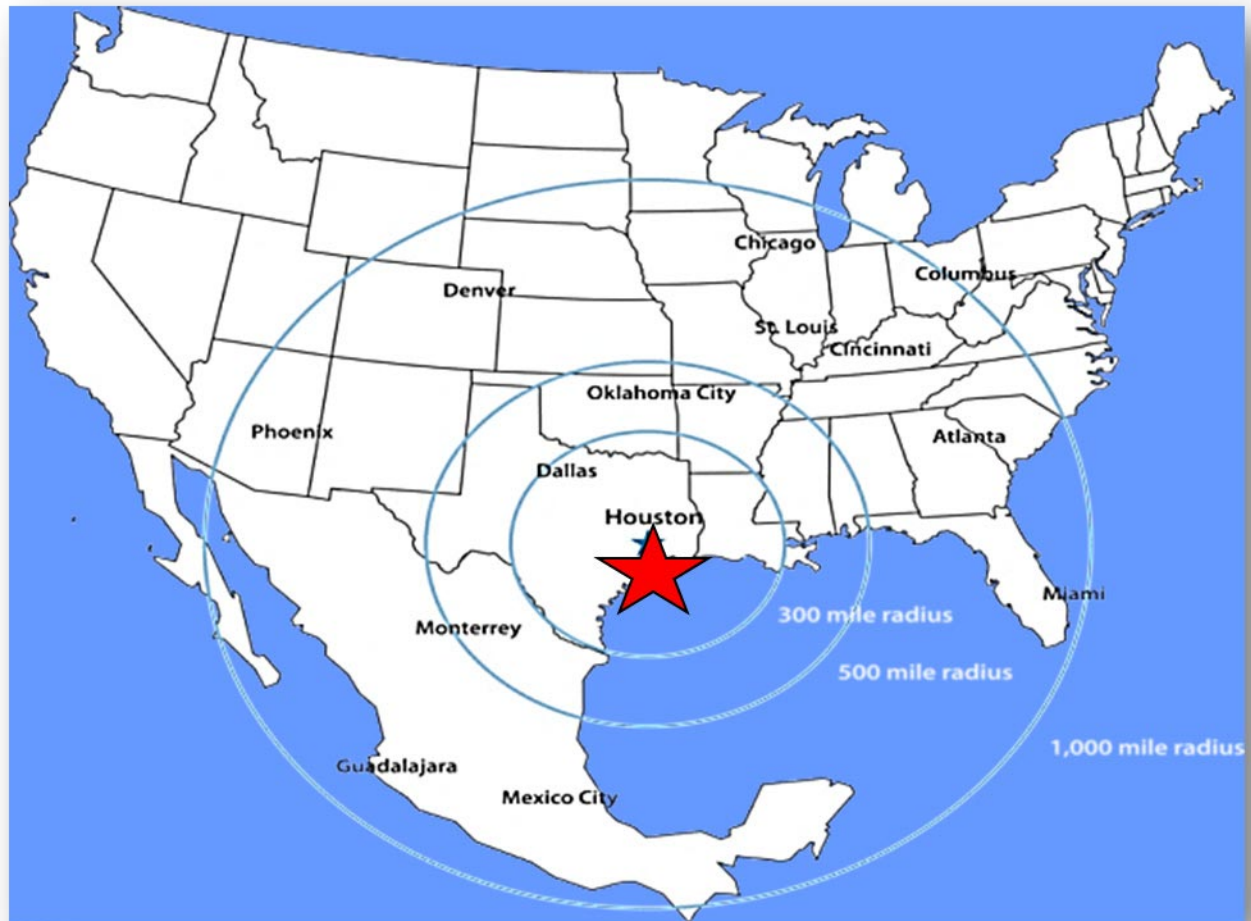 Chicago
Columbus
Denver
St. Louis
Cincinnati
Oklahoma City
Phoenix
Atlanta
Dallas
Houston
Miami
300 mile radius
Monterrey
500 mile radius
1,000 mile radius
Guadalajara
Mexico City